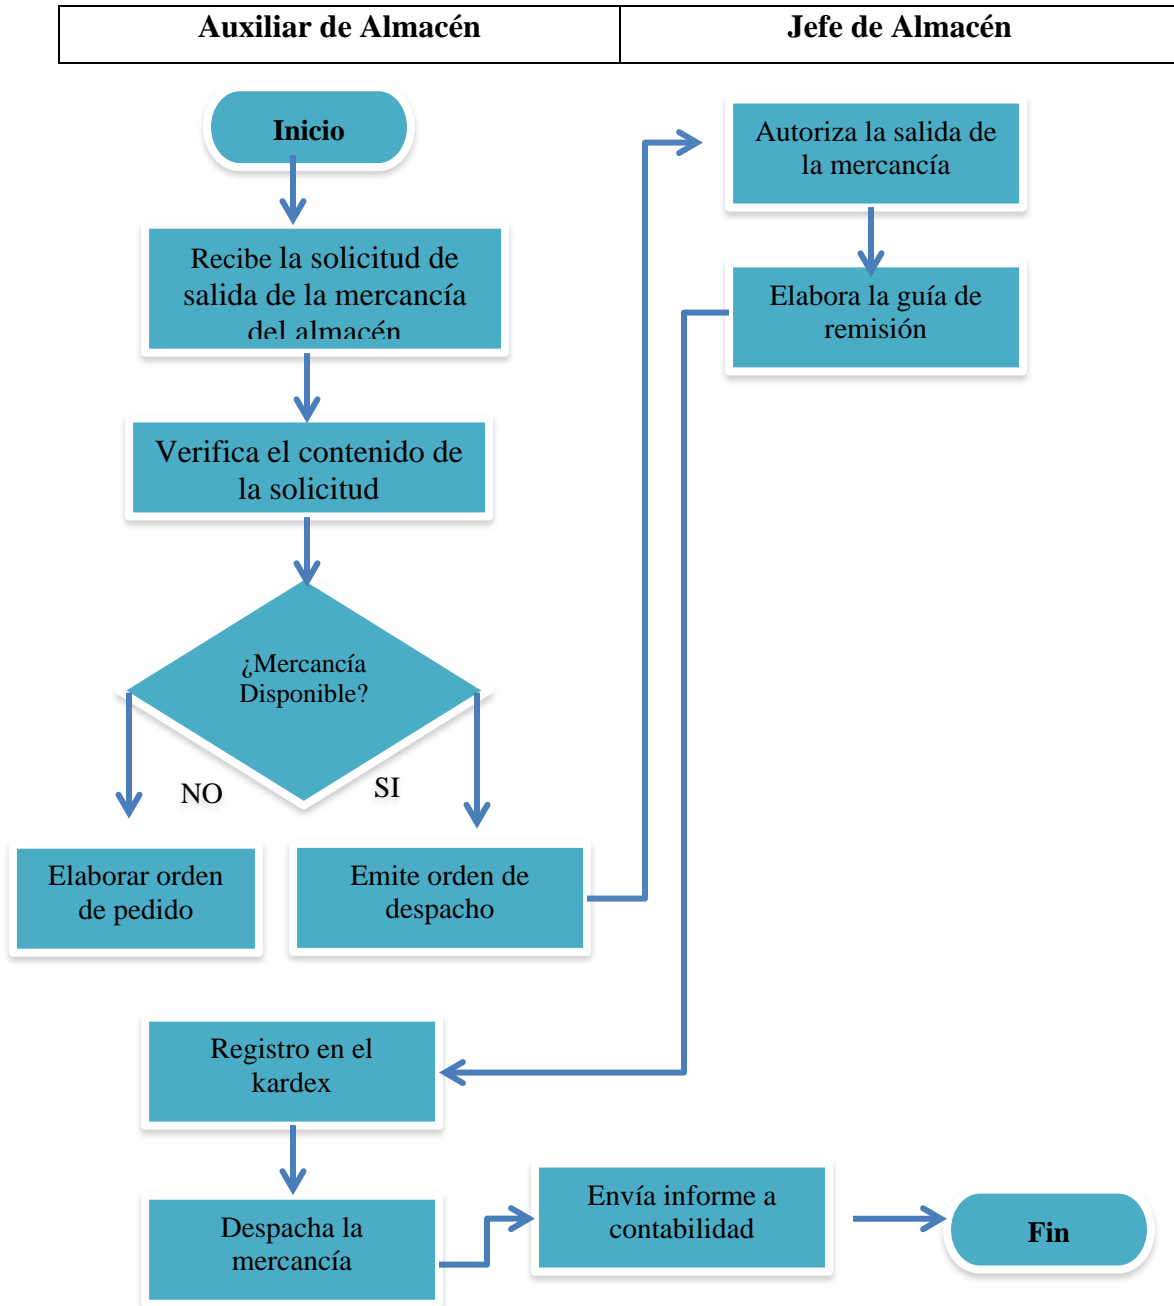 Auxiliar de Almacén
Jefe de Almacén
Inicio
Recibe la solicitud de
salida de la mercancía
del almacén
Verifica el contenido de
la solicitud
¿Mercancía
Disponible?
NO
SI
Elaborar orden
de pedido
Emite orden de
despacho
Autoriza la salida de
la mercancía
Elabora la guía de
remisión
Registro en el
kardex
Despacha la
mercancía
Envía informe a
contabilidad
Fin